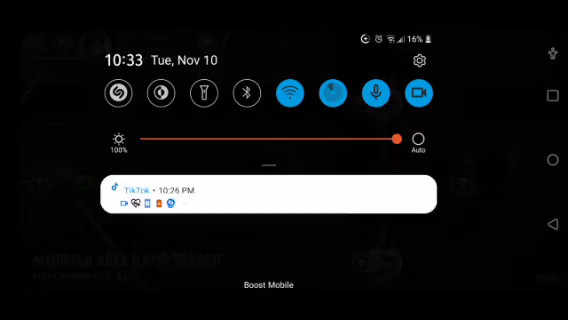 16%
10:33 Tue, Nov 10
100%
Auto
TikTok • 10:26 PM
Boost Mobile